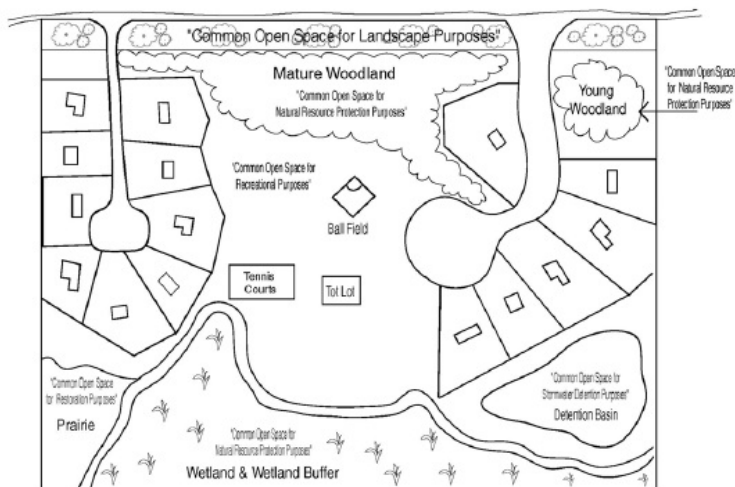 "Common Open Space for Landscape Purposes"
Mature Woodland
"Common Open Space for
Natural Resource Protection Purposes"
Young
Woodland
"Common Open Space
for Natural Resource
Protection Purposes"
"Common Open Space for
Recreational Purposes"
Ball Field
Tennis
Courts
Tot Lot
"Common Open Space
for Restoration Purposes"
Prairie
"Common Open Space for
Stormwater Detention Purposes"
Detention Basin
"Common Open Space for
Natural Resource Protection Purposes"
Wetland & Wetland Buffer